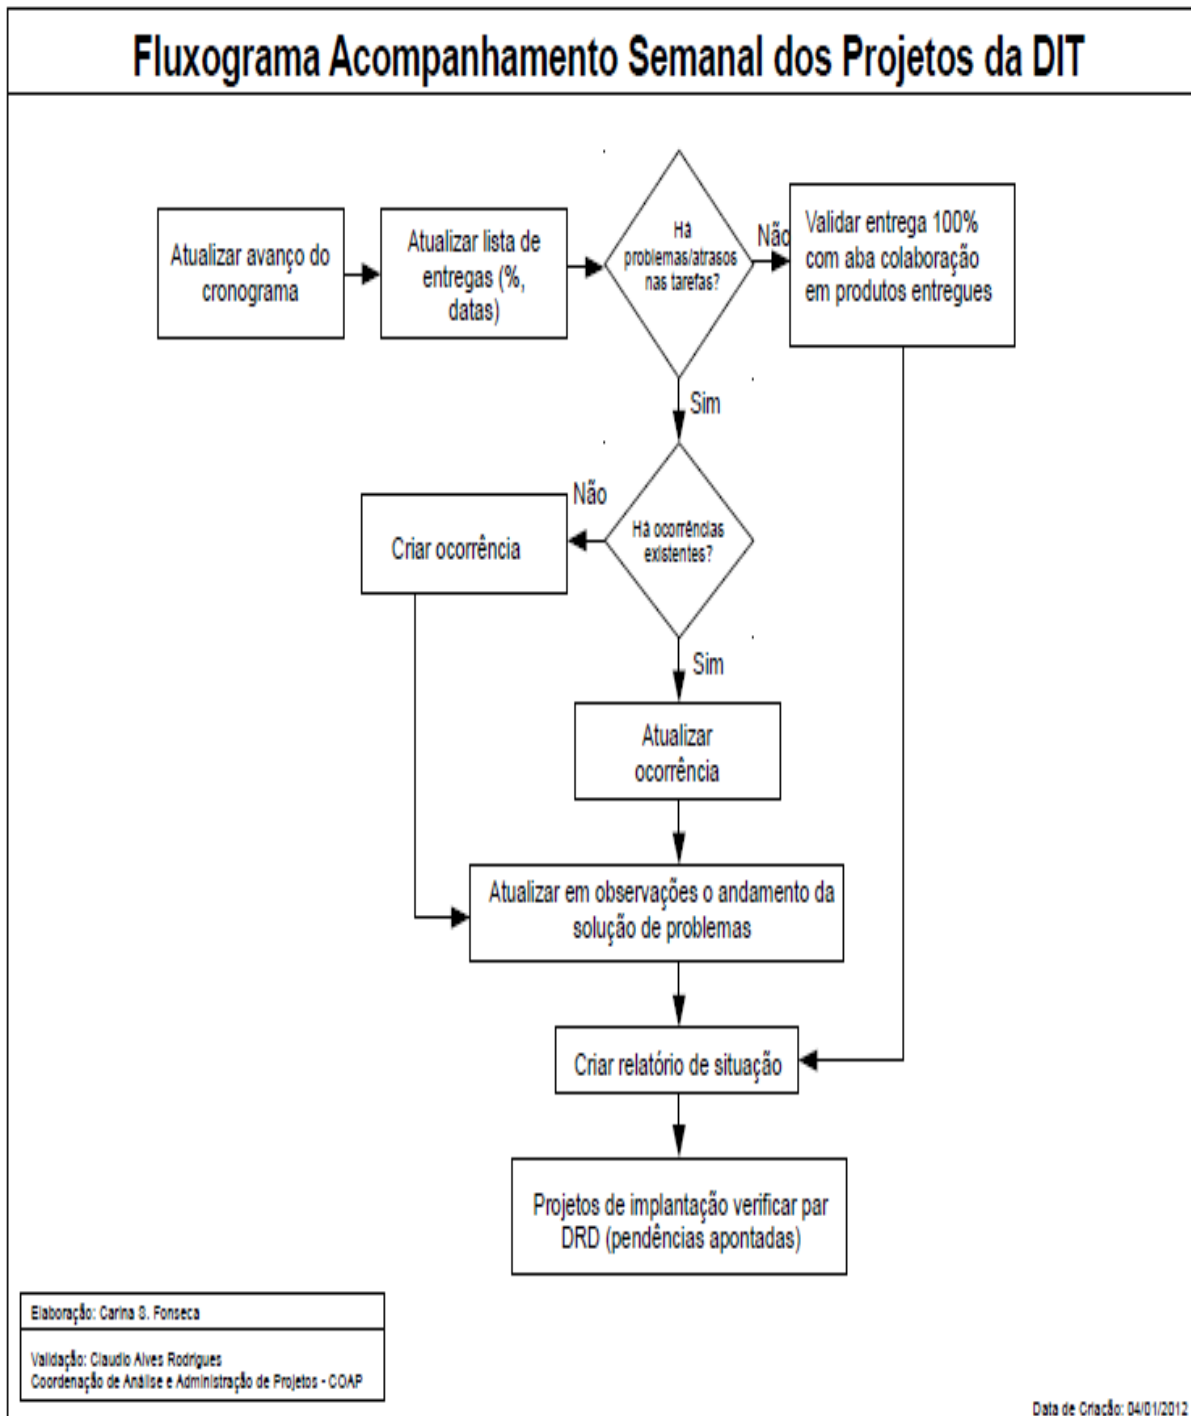 Fluxograma Acompanhamento Semanal dos Projetos da DIT
Atualizar avanço do
cronograma
Atualizar lista de
entregas (%,
datas)
Há
problemas/atrasos
nas tarefas?
Não
Validar entrega 100%
com aba colaboração
em produtos entregues
Sim
Há ocorrências
existentes?
Não
Criar ocorrência
Sim
Atualizar
ocorrência
Atualizar em observações o andamento da
solução de problemas
Criar relatório de situação
Projetos de implantação verificar par
DRD (pendências apontadas)
Elaboração: Carina S. Fonseca
Validação: Claudio Alves Rodrigues
Coordenação de Análise e Administração de Projetos - COAP
Data de Criação: 04/01/2012